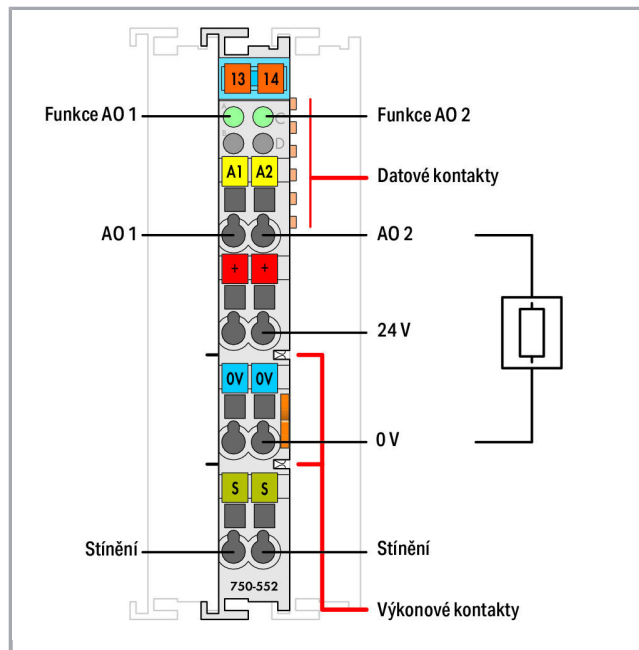 13 14
A C
B D
Funkce AO 1
Funkce AO 2
A1 A2
Datové kontakty
AO 1
AO 2
+ +
24 V
0V 0V
0 V
S S
Stínění
Stínění
750-552
Výkonové kontakty